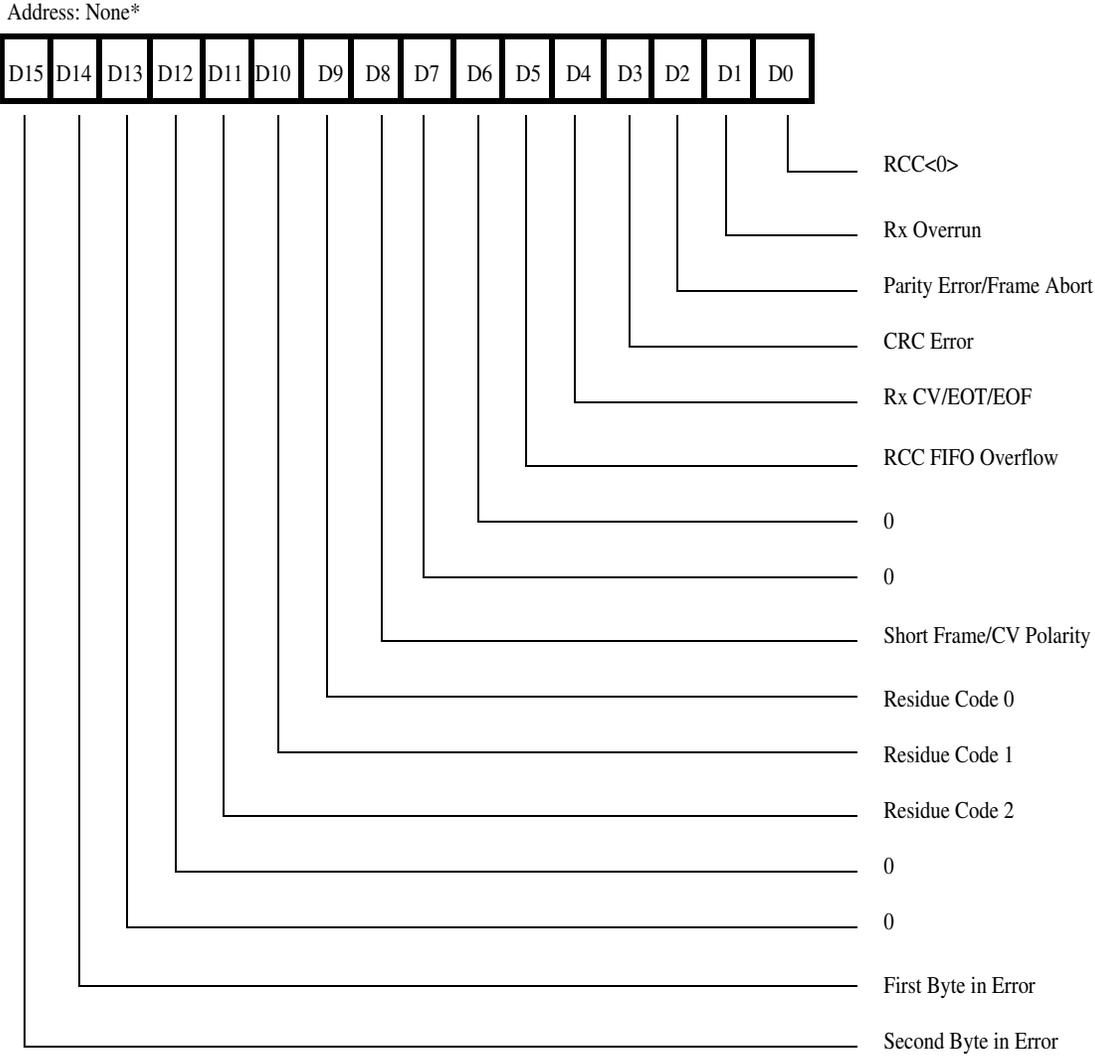 Address: None*
D15 D14 D13 D12 D11 D10 D9 D8 D7 D6 D5 D4 D3 D2 D1 D0
RCC<0>
Rx Overrun
Parity Error/Frame Abort
CRC Error
Rx CV/EOT/EOF
RCC FIFO Overflow
0
0
Short Frame/CV Polarity
Residue Code 0
Residue Code 1
Residue Code 2
0
0
First Byte in Error
Second Byte in Error